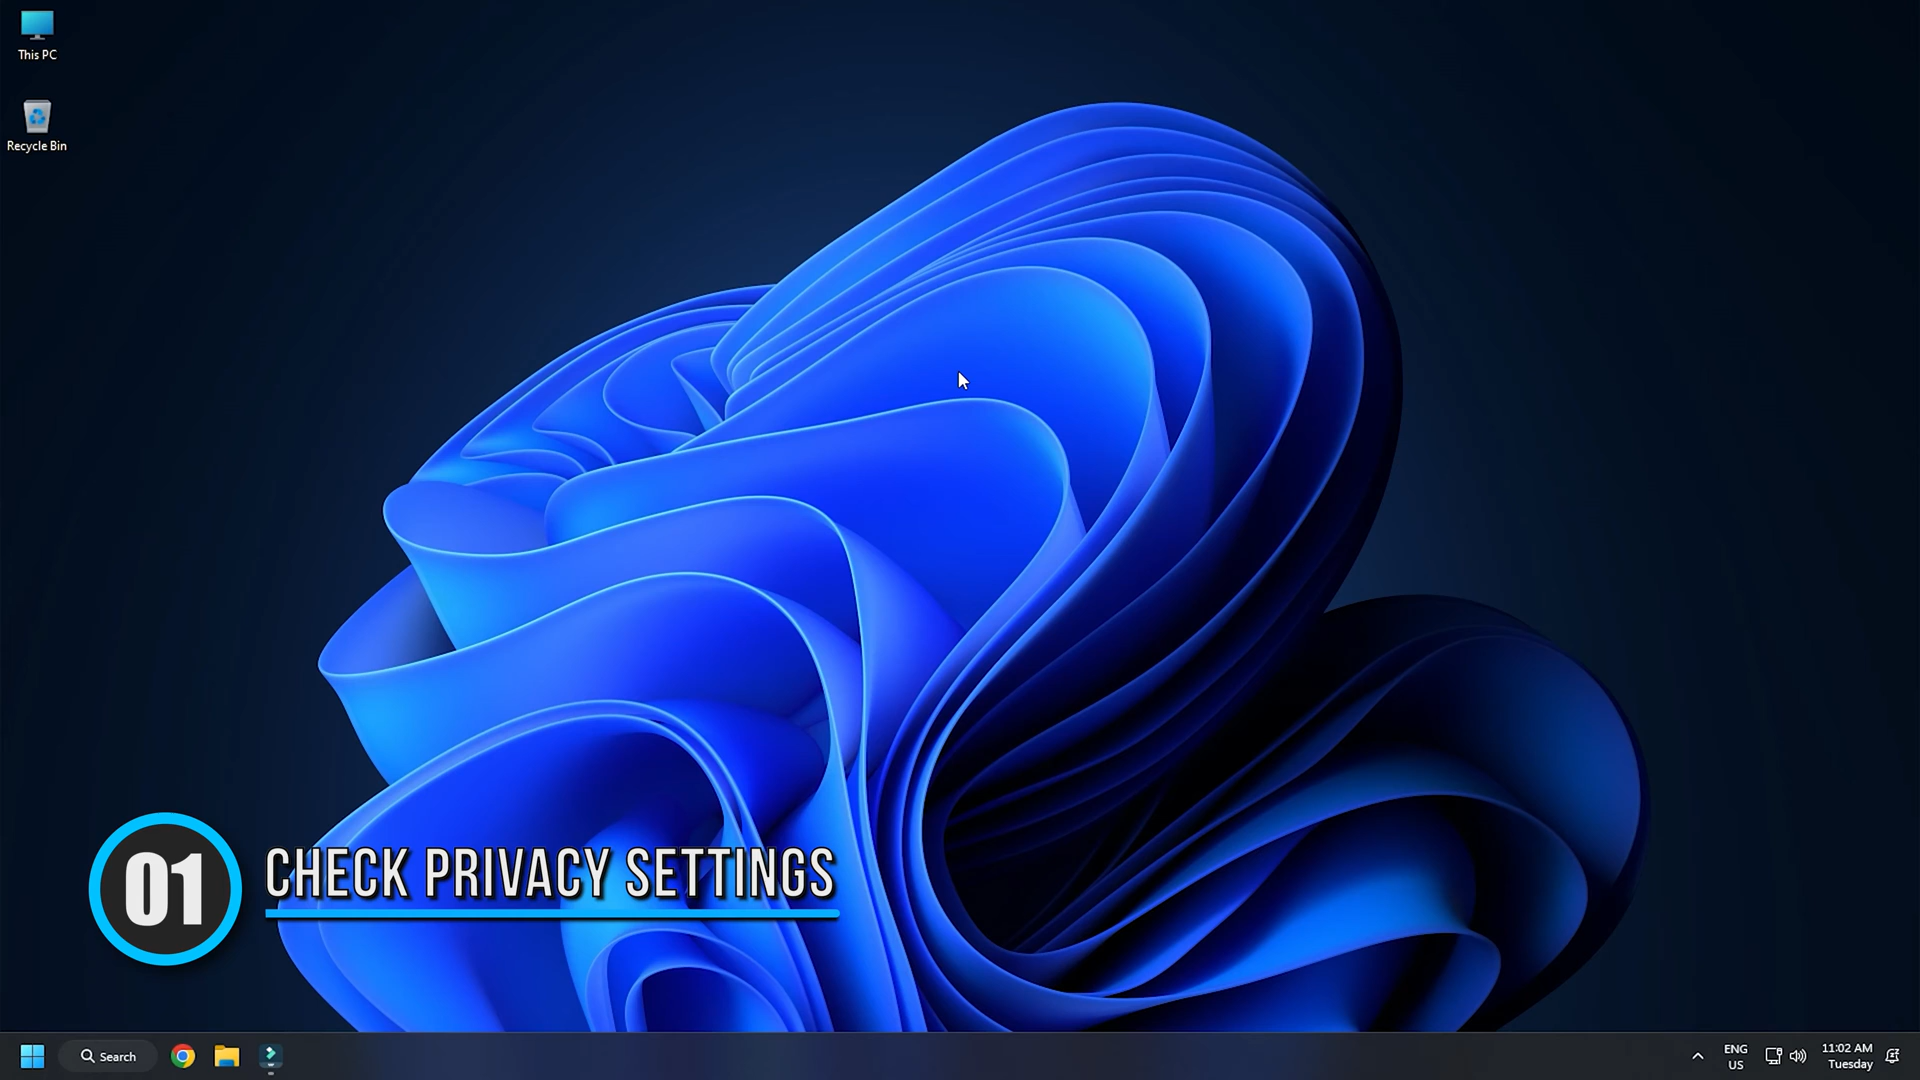 This PC
Recycle Bin
01
CHECK PRIVACY SETTINGS
Search
ENG
US
11:02 AM
Tuesday